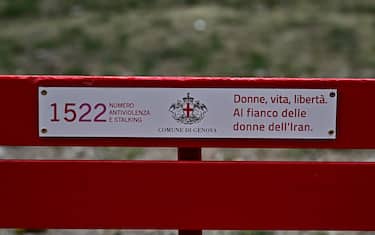 1522
NUMERO
ANTIVIOLENZA
E STALKING
COMUNE DI GENOVA
Donne, vita, libertà.
Al fianco delle
donne dell'Iran.